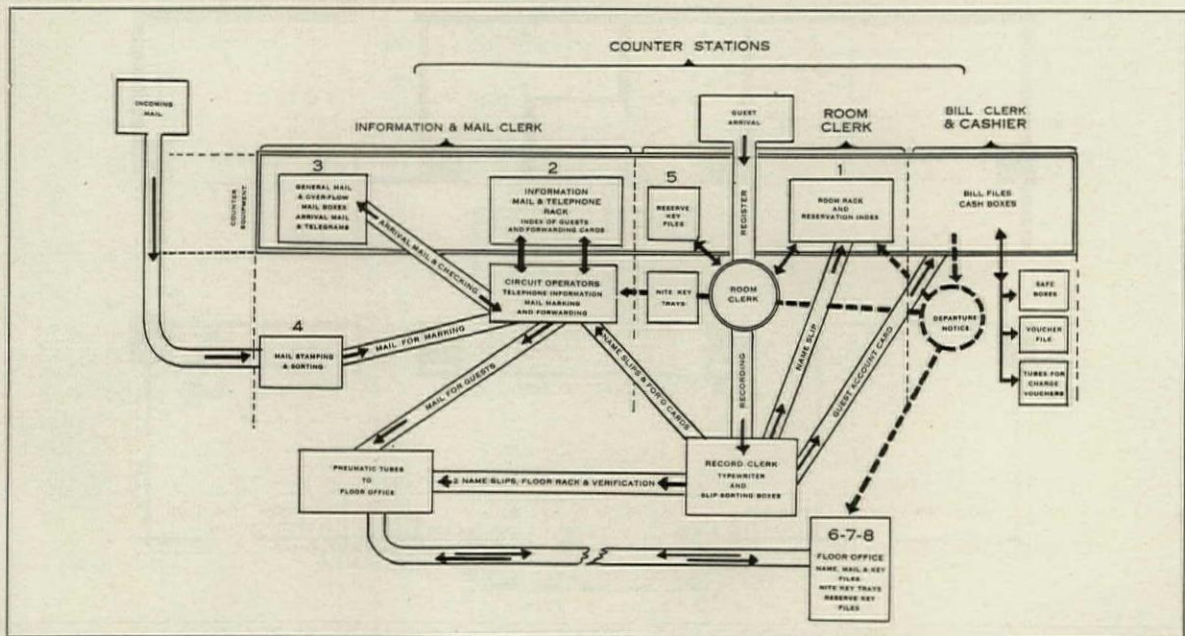 COUNTER STATIONS
INCOMING
MAIL
INFORMATION & MAIL CLERK
GUEST
ARRIVAL
ROOM
CLERK
BILL CLERK
& CASHIER
COUNTER
EQUIPMENT
3
GENERAL MAIL
& OVER-FLOW
MAIL BOXES
ARRIVAL MAIL
& TELEGRAMS
2
INFORMATION
MAIL & TELEPHONE
RACK
INDEX OF GUESTS
AND FORWARDING CARDS
5
RESERVE
KEY
FILES
REGISTER
1
ROOM RACK
AND
RESERVATION INDEX
BILL FILES
CASH BOXES
ARRIVAL MAIL & CHECKING
CIRCUIT OPERATORS
TELEPHONE INFORMATION
MAIL MARKING
AND FORWARDING
NITE KEY
TRAYS
ROOM
CLERK
DEPARTURE
NOTICE
SAFE
BOXES
VOUCHER
FILE
TUBES FOR
CHARGE
VOUCHERS
4
MAIL STAMPING
& SORTING
MAIL FOR MARKING
MAIL FOR GUESTS
NAME SLIPS & FOR'D CARDS
RECORDING
NAME SLIP
GUEST ACCOUNT CARD
PNEUMATIC TUBES
TO
FLOOR OFFICE
2 NAME SLIPS, FLOOR RACK & VERIFICATION
RECORD CLERK
TYPEWRITER
AND
SLIP SORTING BOXES
6-7-8
FLOOR OFFICE
NAME, MAIL & KEY
FILES
NITE KEY TRAYS
RESERVE KEY
FILES